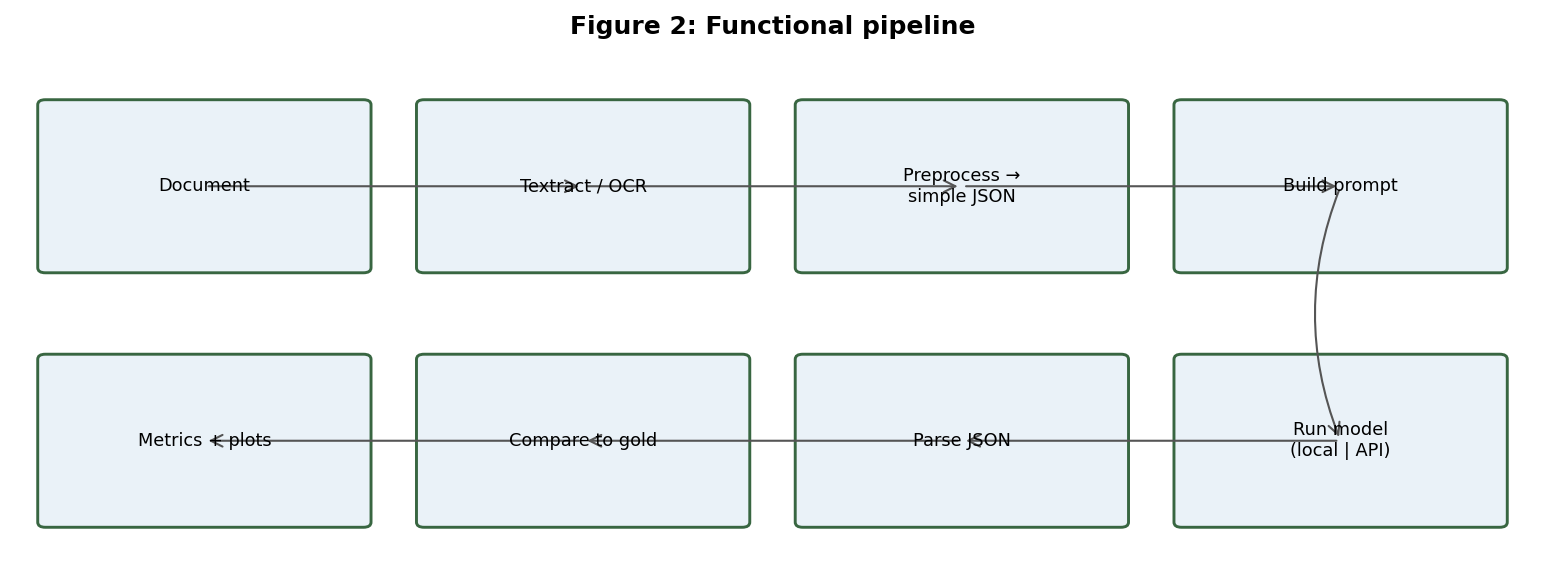 Figure 2: Functional pipeline
Document
Textract / OCR
Preprocess →
simple JSON
Build prompt
Metrics + plots
Compare to gold
Parse JSON
Run model
(local | API)